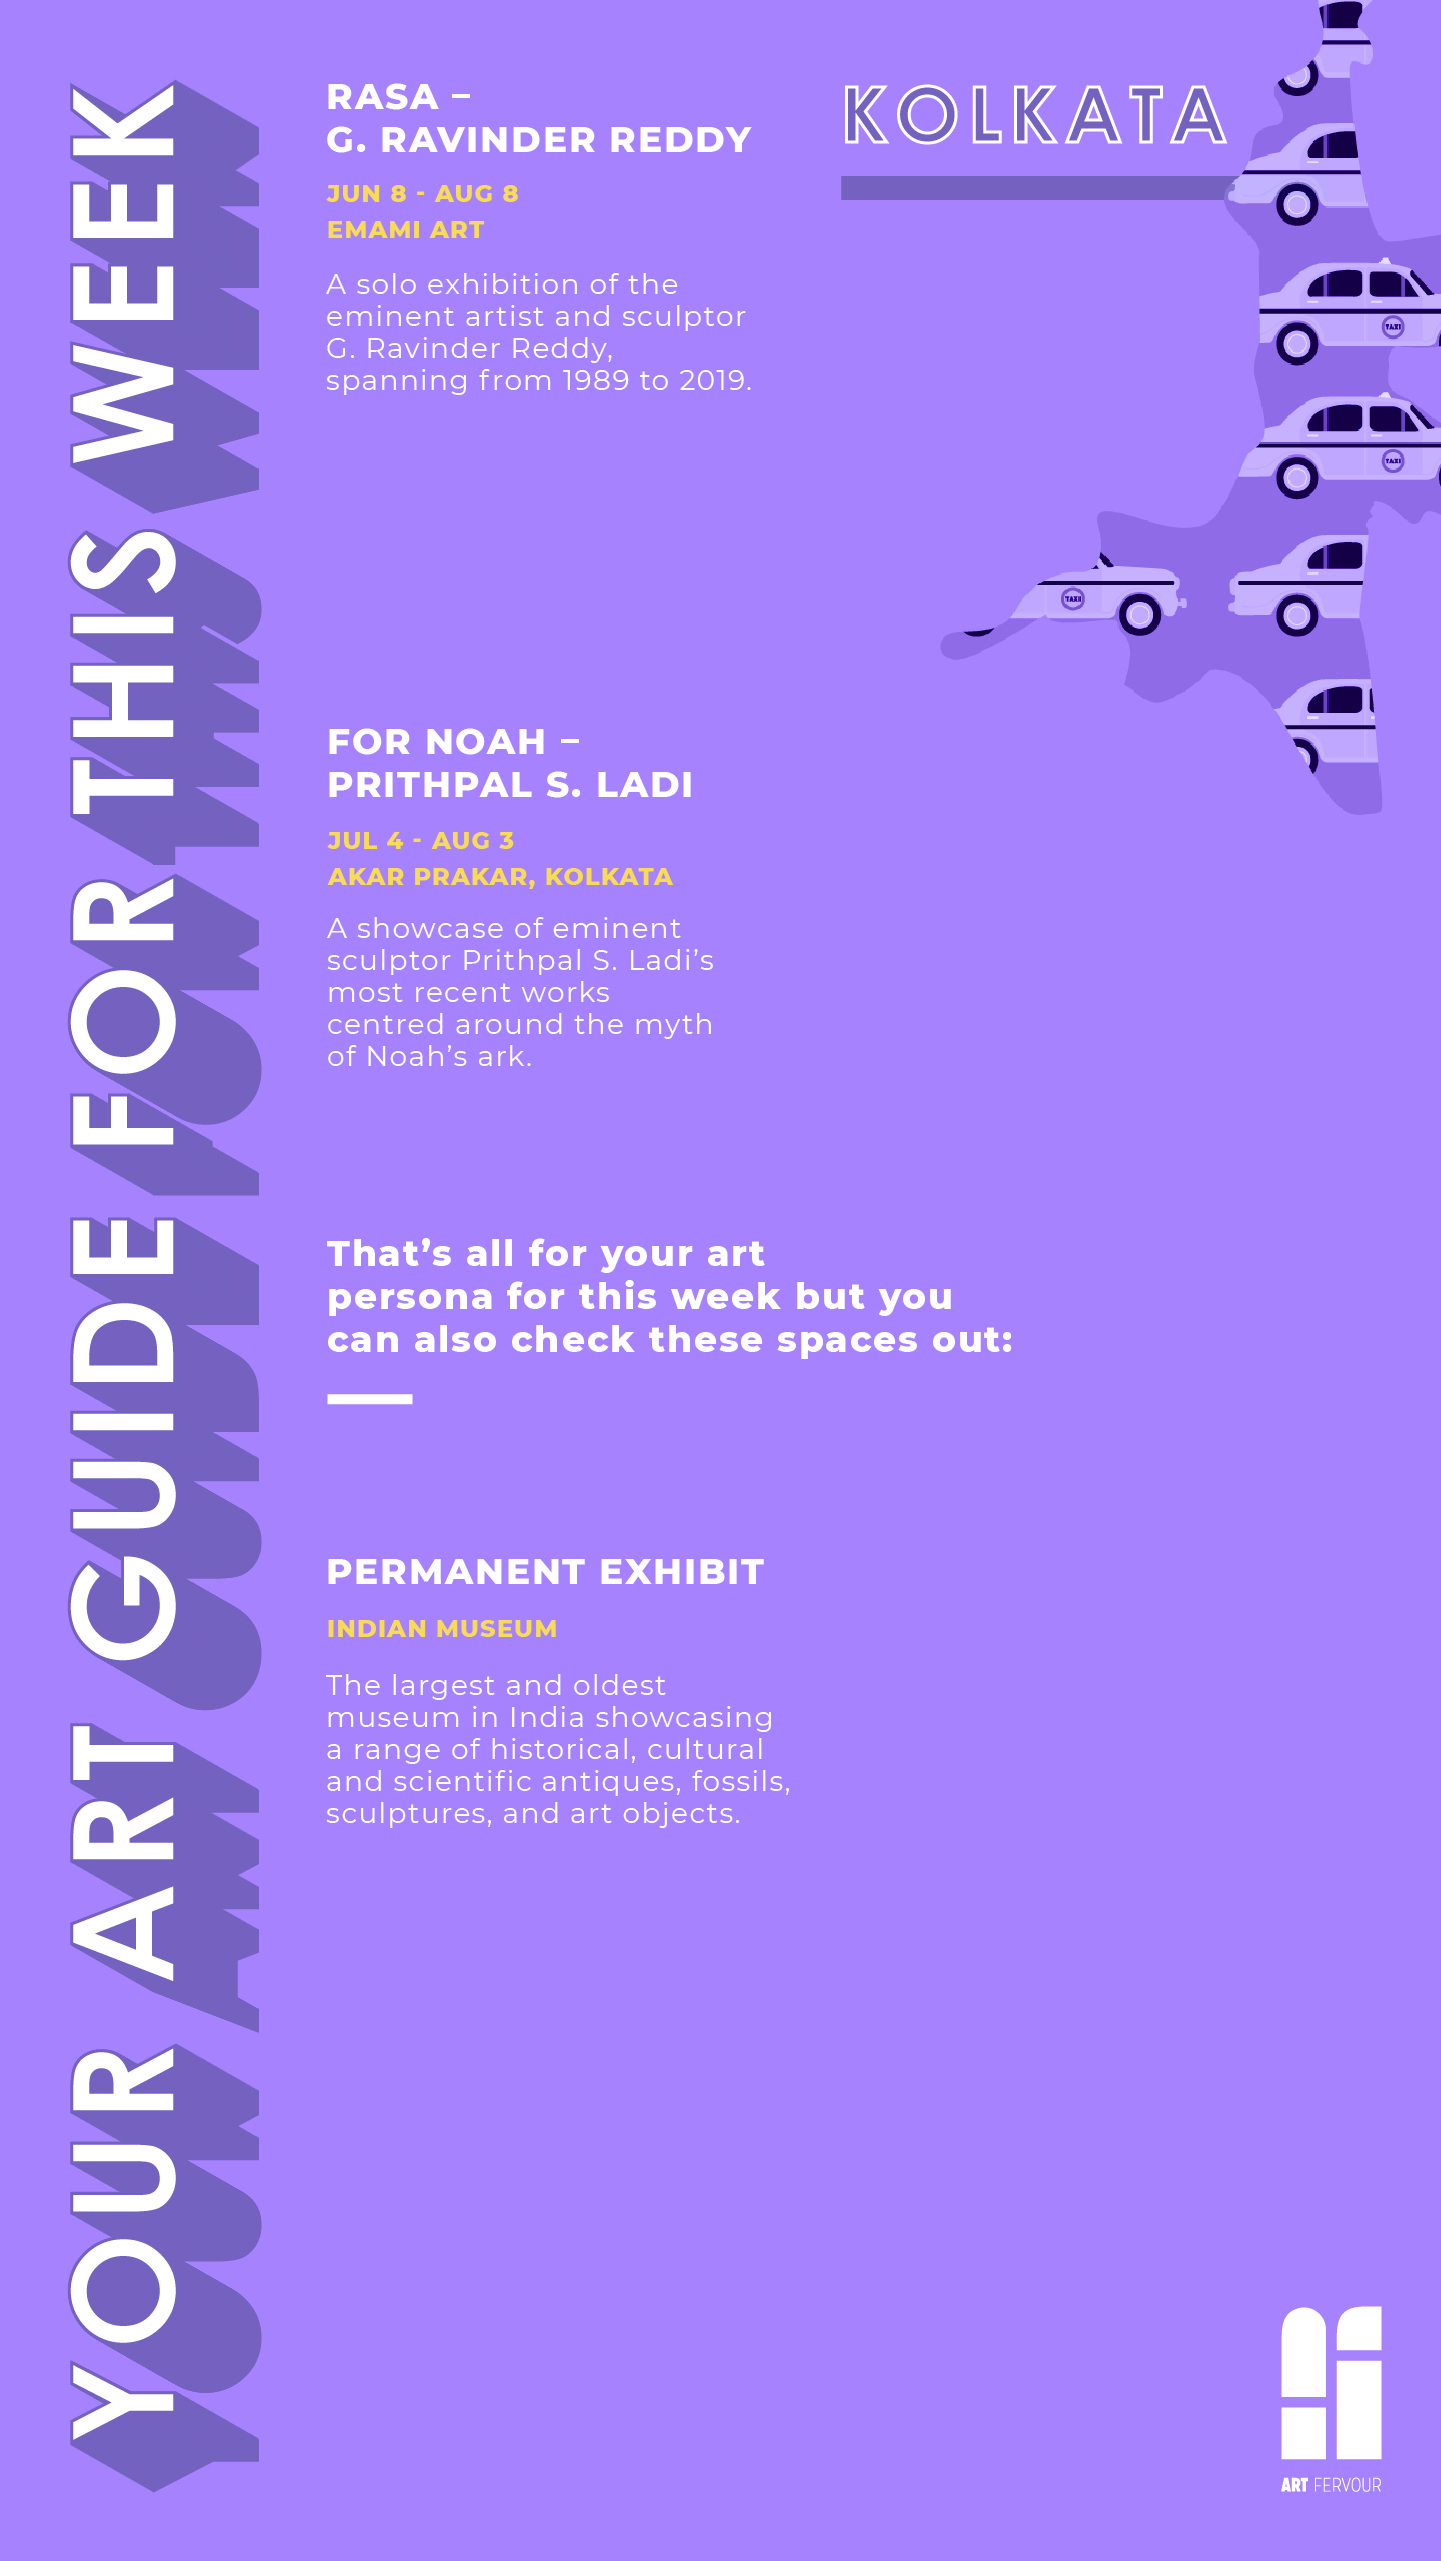 YOUR ART GUIDE FOR THIS WEEK
KOLKATA
RASA –
G. RAVINDER REDDY
JUN 8 - AUG 8
EMAMI ART
A solo exhibition of the
eminent artist and sculptor
G. Ravinder Reddy,
spanning from 1989 to 2019.
TAXI
TAXI
TAXI
FOR NOAH –
PRITHPAL S. LADI
JUL 4 - AUG 3
AKAR PRAKAR, KOLKATA
A showcase of eminent
sculptor Prithpal S. Ladi’s
most recent works
centred around the myth
of Noah’s ark.
That’s all for your art
persona for this week but you
can also check these spaces out:
PERMANENT EXHIBIT
INDIAN MUSEUM
The largest and oldest
museum in India showcasing
a range of historical, cultural
and scientific antiques, fossils,
sculptures, and art objects.
ART FERVOUR